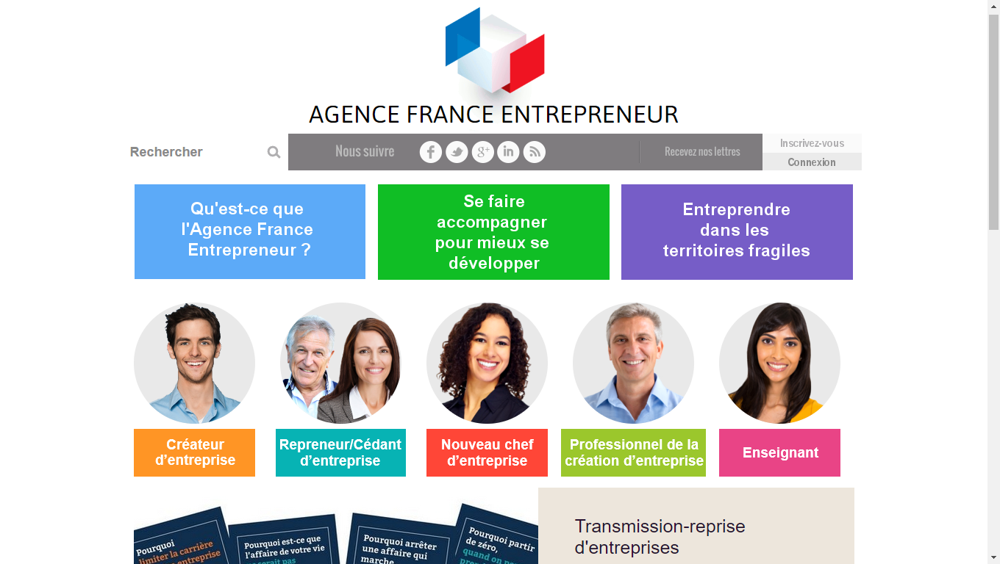 AGENCE FRANCE ENTREPRENEUR
Rechercher
Nous suivre
Recevez nos lettres
Inscrivez-vous
Connexion
Qu'est-ce que
l'Agence France
Entrepreneur ?
Se faire
accompagner
pour mieux se
développer
Entreprendre
dans les
territoires fragiles
Créateur
d’entreprise
Repreneur/Cédant
d’entreprise
Nouveau chef
d’entreprise
Professionnel de la
création d’entreprise
Enseignant
Pourquoi
limiter la carrière
entreprise
Pourquoi est-ce que
l'affaire de votre vie
serait pas
Pourquoi arrêter
une affaire qui
marche
Pourquoi partir
de zéro,
quand on
Transmission-reprise
d'entreprises